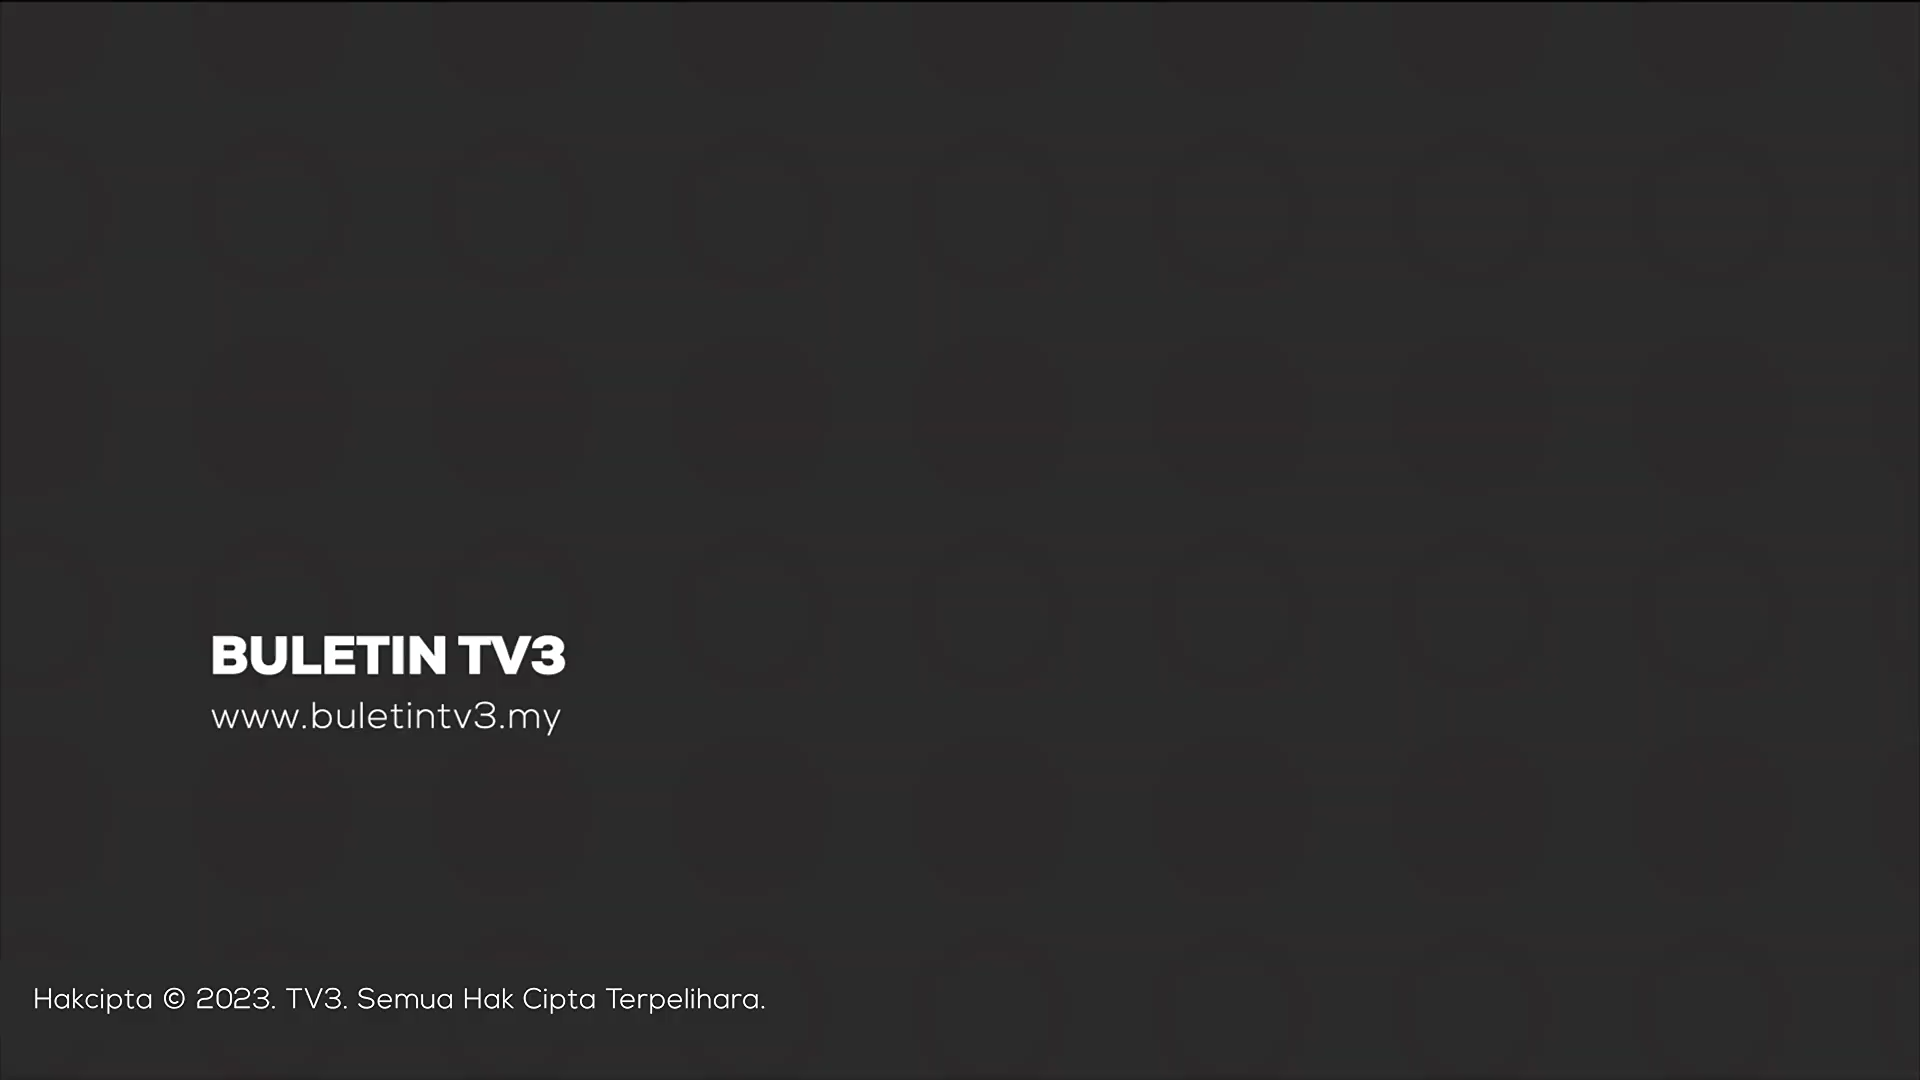 BULETIN TV3
www.buletintv3.my
Hakcipta © 2023. TV3. Semua Hak Cipta Terpelihara.